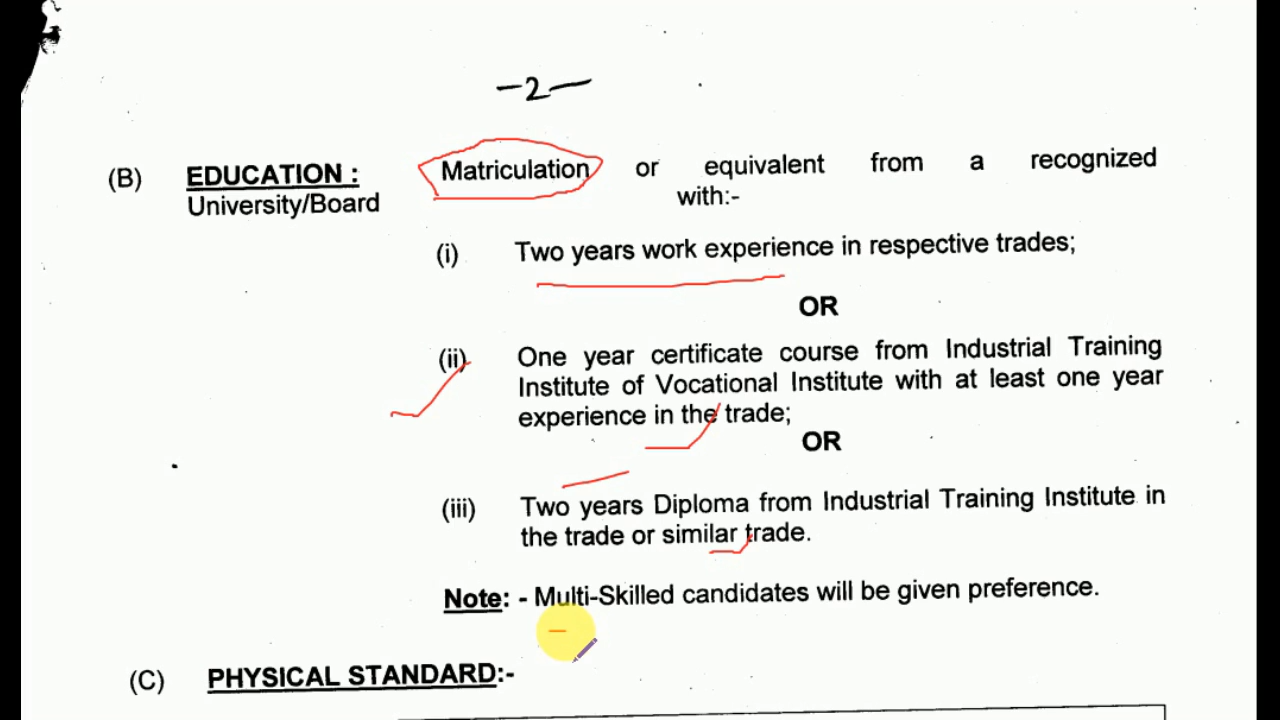 -2-
(B) EDUCATION : Matriculation or equivalent from a recognized
University/Board with:-
(i) Two years work experience in respective trades;
OR
(ii) One year certificate course from Industrial Training
Institute of Vocational Institute with at least one year
experience in the trade;
OR
(iii) Two years Diploma from Industrial Training Institute in
the trade or similar trade.
Note: - Multi-Skilled candidates will be given preference.
(C) PHYSICAL STANDARD:-